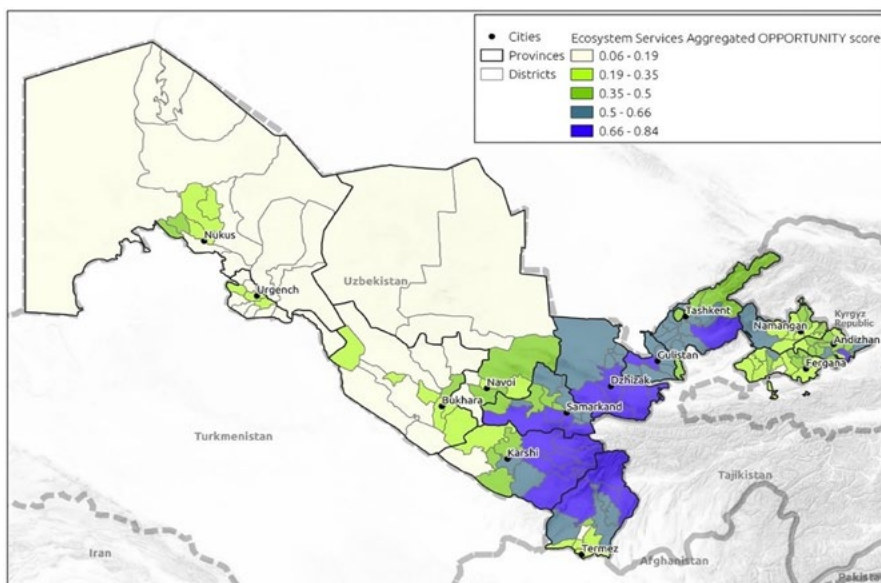 Cities
Provinces
Districts
Ecosystem Services Aggregated OPPORTUNITY score
0.06 - 0.19
0.19 - 0.35
0.35 - 0.5
0.5 - 0.66
0.66 - 0.84
Nukus
Urgench
Uzbekistan
Tashkent
Namangan
Kyrgyz
Republic
Andizhan
Fergana
Gulistan
Dzhizak
Navoi
Bukhara
Samarkand
Karshi
Turkmenistan
Tajikistan
Termez
Afghanistan
Iran
Pakistan